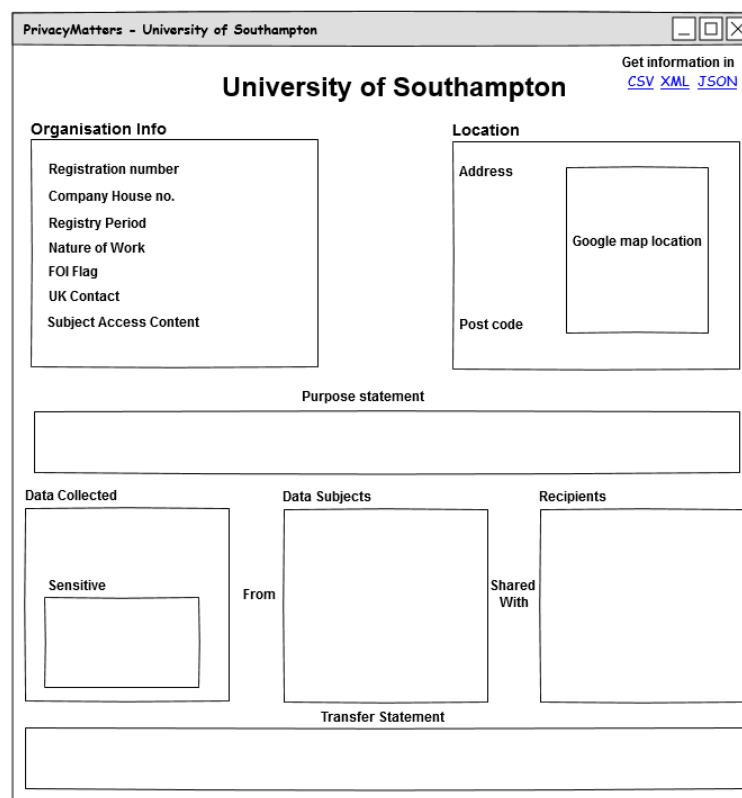 PrivacyMatters - University of Southampton
Get information in
CSV XML JSON
University of Southampton
Organisation Info
Registration number
Company House no.
Registry Period
Nature of Work
FOI Flag
UK Contact
Subject Access Content
Location
Address
Google map location
Post code
Purpose statement
Data Collected
Sensitive
From
Data Subjects
Shared
With
Recipients
Transfer Statement